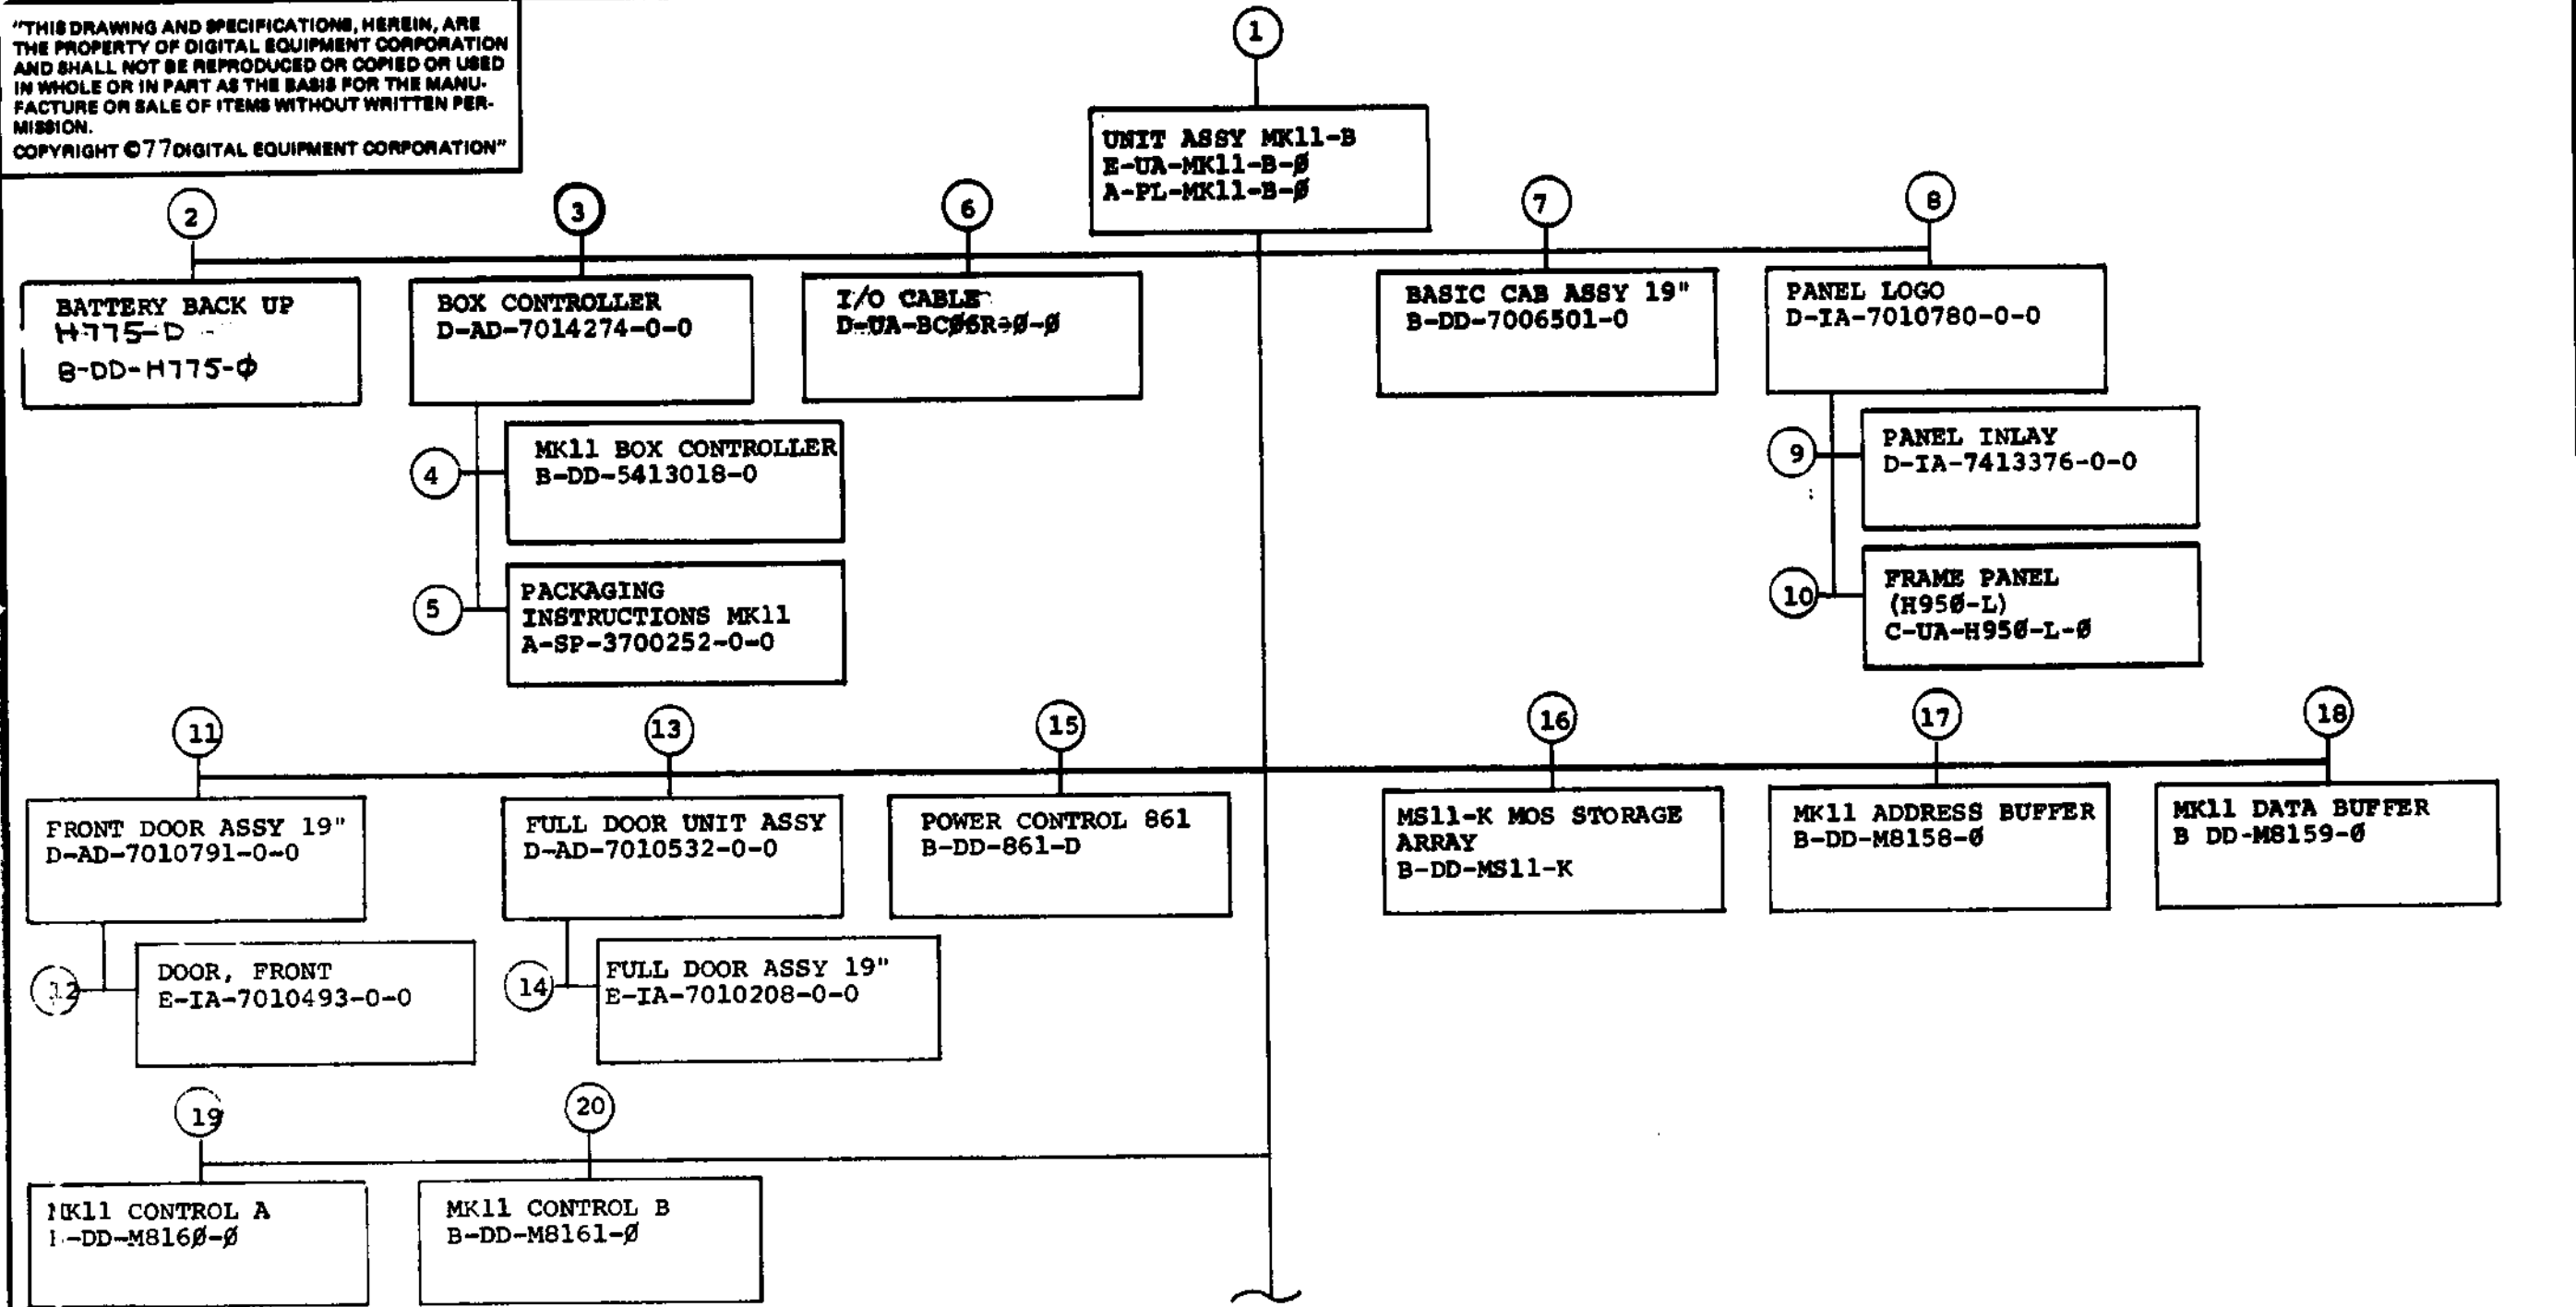 "THIS DRAWING AND SPECIFICATIONS, HEREIN, ARE
THE PROPERTY OF DIGITAL EQUIPMENT CORPORATION
AND SHALL NOT BE REPRODUCED OR COPIED OR USED
IN WHOLE OR IN PART AS THE BASIS FOR THE MANU-
FACTURE OR SALE OF ITEMS WITHOUT WRITTEN PER-
MISSION.
COPYRIGHT ©77 DIGITAL EQUIPMENT CORPORATION"
1
UNIT ASSY MK11-B
E-UA-MK11-B-Ø
A-PL-MK11-B-Ø
2
BATTERY BACK UP
H775-D
B-DD-H775-Ø
3
BOX CONTROLLER
D-AD-7014274-0-0
4
MK11 BOX CONTROLLER
B-DD-5413018-0
5
PACKAGING
INSTRUCTIONS MK11
A-SP-3700252-0-0
6
I/O CABLE
D-UA-BCØ6R-Ø-Ø
7
BASIC CAB ASSY 19"
B-DD-7006501-0
8
PANEL LOGO
D-IA-7010780-0-0
9
PANEL INLAY
D-IA-7413376-0-0
10
FRAME PANEL
(H95Ø-L)
C-UA-H95Ø-L-Ø
11
FRONT DOOR ASSY 19"
D-AD-7010791-0-0
12
DOOR, FRONT
E-IA-7010493-0-0
13
FULL DOOR UNIT ASSY
D-AD-7010532-0-0
14
FULL DOOR ASSY 19"
E-IA-7010208-0-0
15
POWER CONTROL 861
B-DD-861-D
16
MS11-K MOS STORAGE
ARRAY
B-DD-MS11-K
17
MK11 ADDRESS BUFFER
B-DD-M8158-Ø
18
MK11 DATA BUFFER
B DD-M8159-Ø
19
MK11 CONTROL A
B-DD-M816Ø-Ø
20
MK11 CONTROL B
B-DD-M8161-Ø